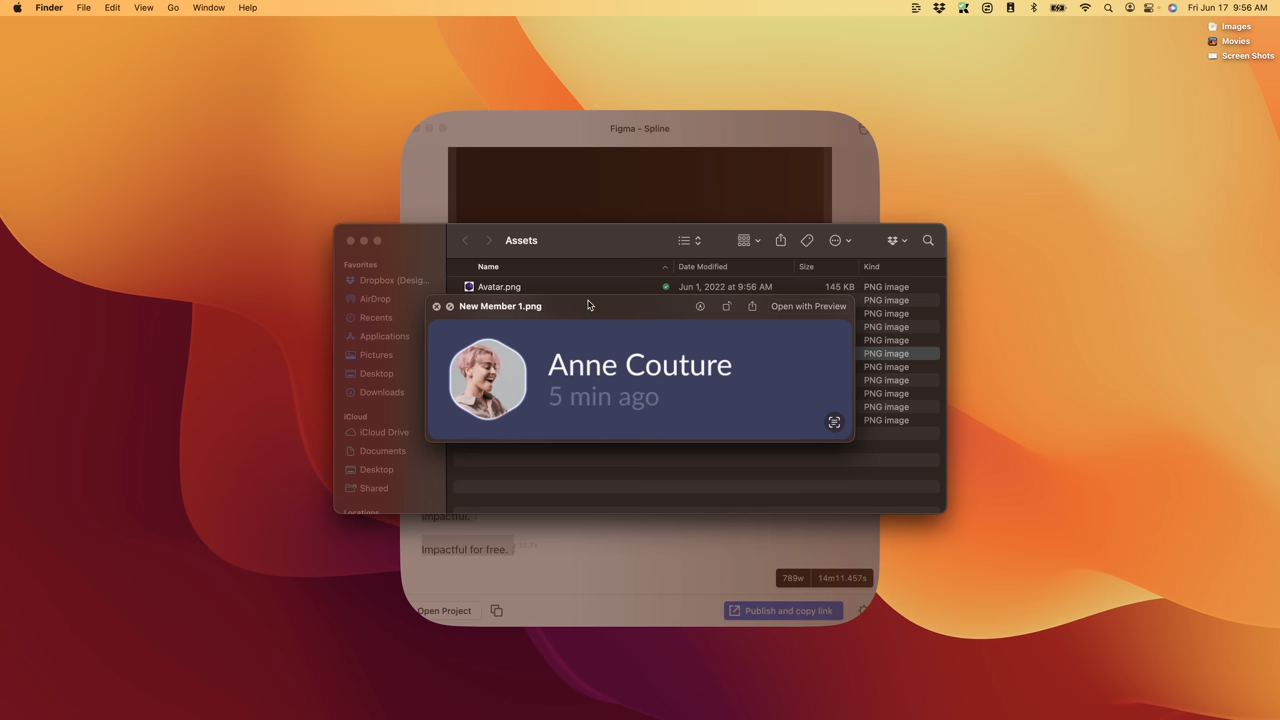 Finder File Edit View Go Window Help Fri Jun 17 9:56 AM
Images
Movies
Screen Shots
Figma - Spline
Assets
Favorites
Name Date Modified Size Kind
Dropbox (Desig...
Avatar.png Jun 1, 2022 at 9:56 AM 145 KB PNG image
AirDrop
PNG image
New Member 1.png Open with Preview
Recents
PNG image
PNG image
Applications
PNG image
Pictures
PNG image
Anne Couture
PNG image
Desktop
PNG image
Downloads
PNG image
5 min ago
PNG image
iCloud
PNG image
iCloud Drive
Documents
Desktop
Shared
Locations
Impactful.
Impactful for free.
789w 14m11.457s
Open Project Publish and copy link